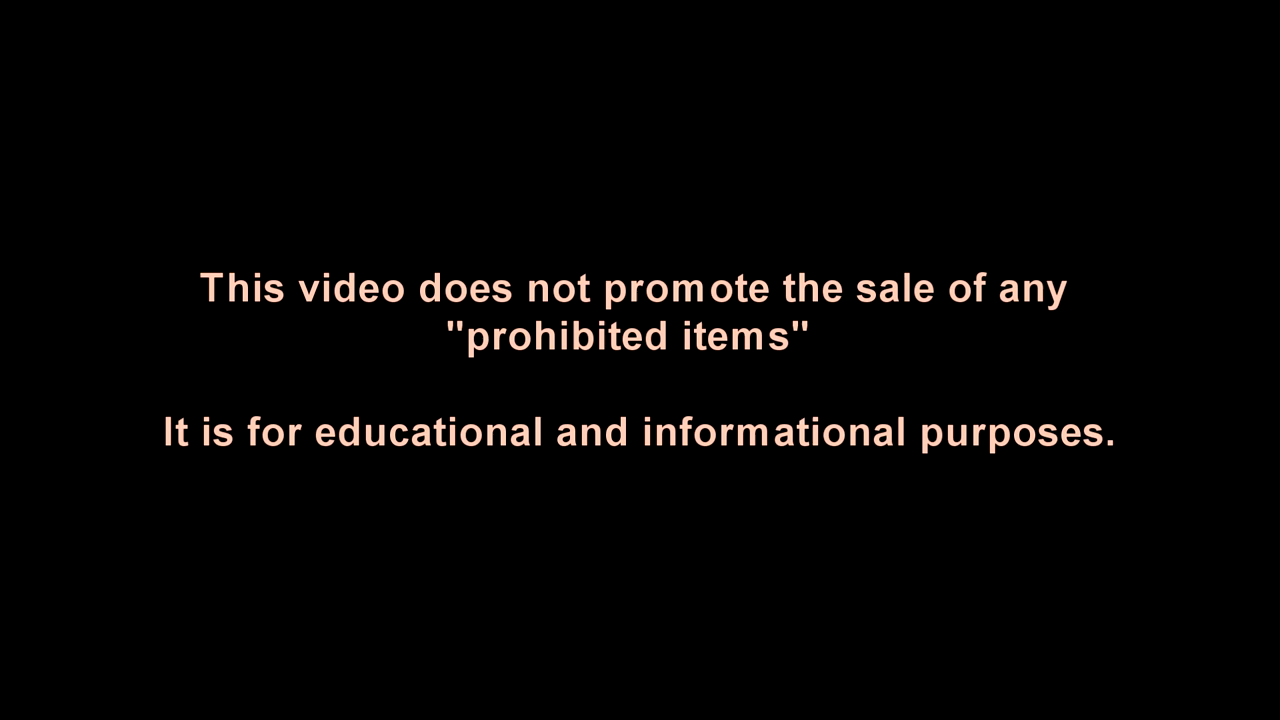 This video does not promote the sale of any
"prohibited items"
It is for educational and informational purposes.